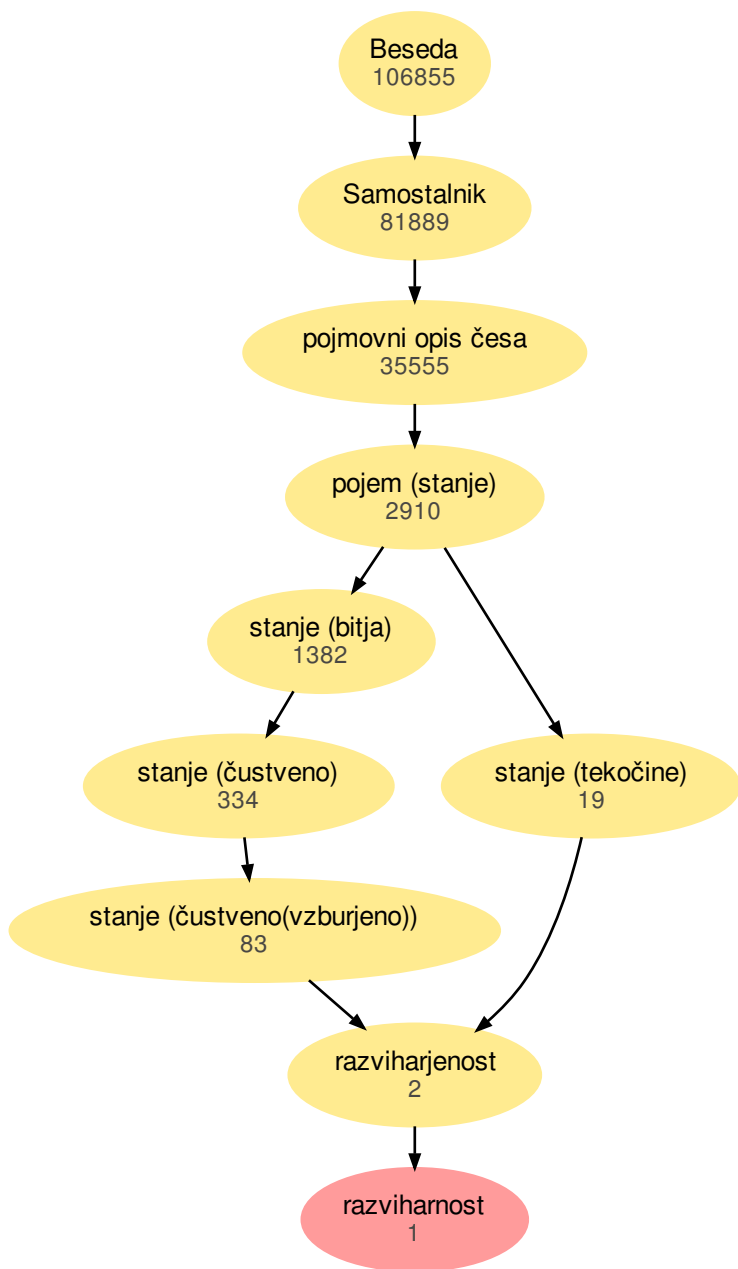 Beseda
106855
Samostalnik
81889
pojmovni opis česa
35555
pojem (stanje)
2910
stanje (bitja)
1382
stanje (čustveno)
334
stanje (tekočine)
19
stanje (čustveno(vzburjeno))
83
razviharjenost
2
razviharnost
1